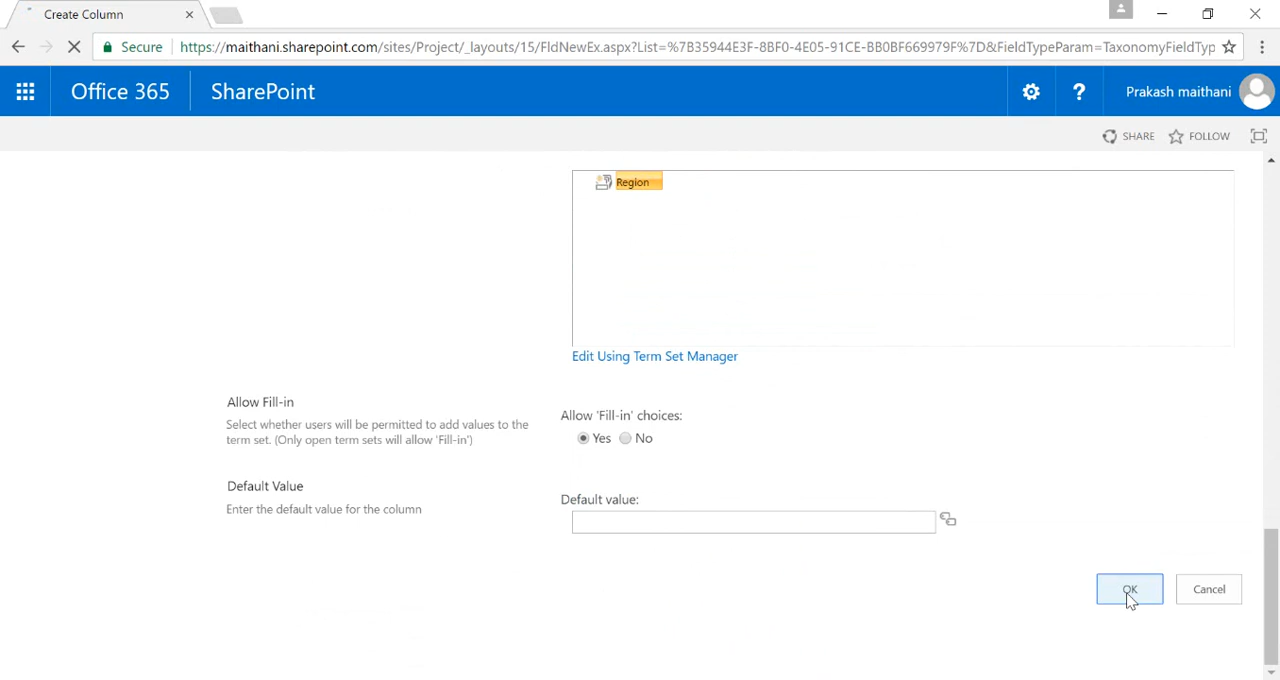 Create Column
Secure https://maithani.sharepoint.com/sites/Project/_layouts/15/FldNewEx.aspx?List=%7B35944E3F-8BF0-4E05-91CE-BB0BF669979F%7D&FieldTypeParam=TaxonomyFieldTyp
Office 365 SharePoint ? Prakash maithani
SHARE FOLLOW
Region
Edit Using Term Set Manager
Allow Fill-in
Select whether users will be permitted to add values to the
term set. (Only open term sets will allow 'Fill-in')
Allow 'Fill-in' choices:
Yes No
Default Value
Enter the default value for the column
Default value:
OK Cancel